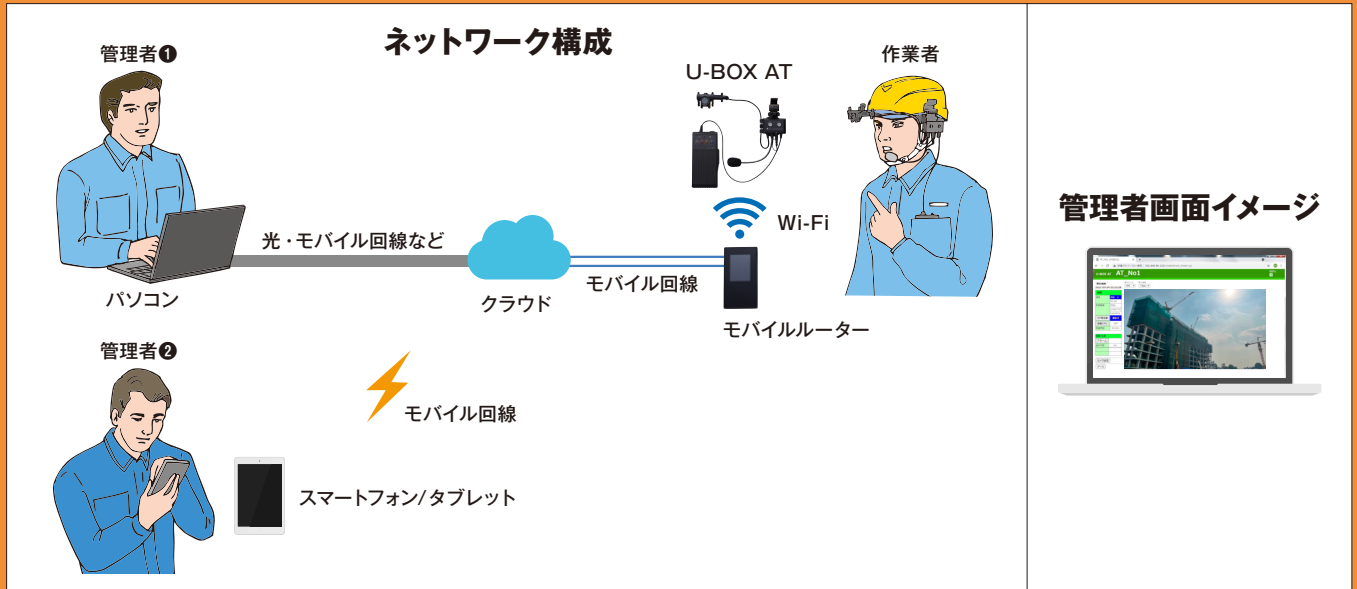 ネットワーク構成
管理者❶
U-BOX AT
作業者
Wi-Fi
光・モバイル回線など
モバイル回線
パソコン
クラウド
モバイルルーター
管理者❷
モバイル回線
スマートフォン/タブレット
管理者画面イメージ
U-BOX AT AT_No1